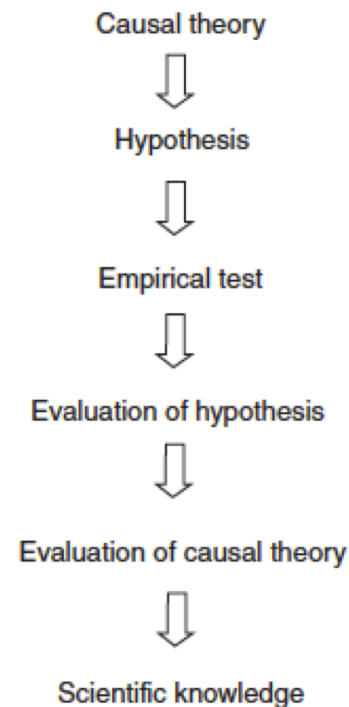 Causal theory
Hypothesis
Empirical test
Evaluation of hypothesis
Evaluation of causal theory
Scientific knowledge